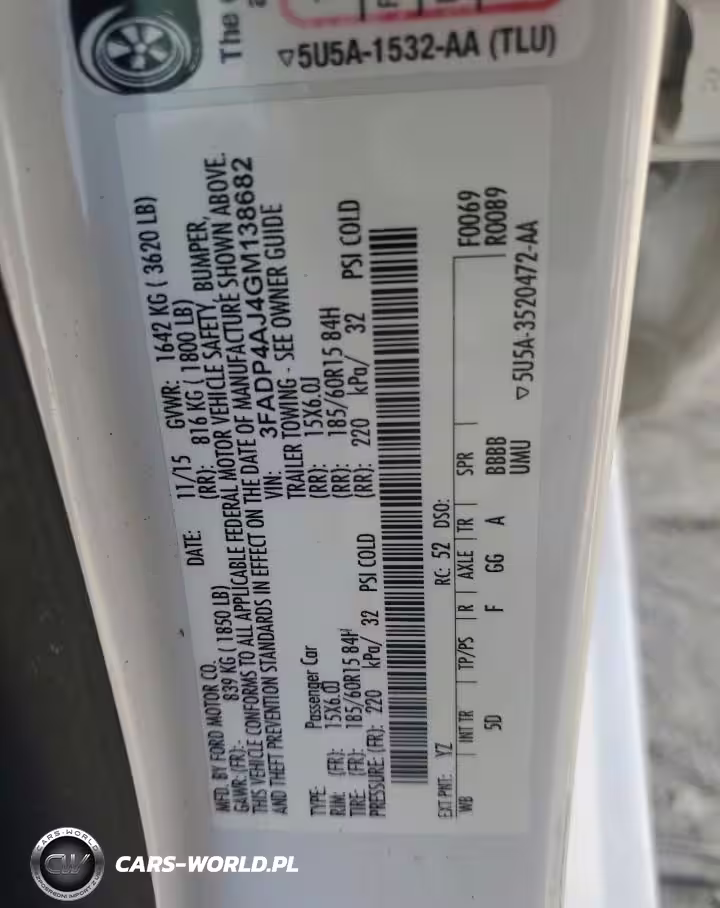 The
5U5A-1532-AA (TLU)
MFD. BY FORD MOTOR CO. DATE: 11/15 GVWR: 1642 KG ( 3620 LB)
GAWR: (FR): 839 KG ( 1850 LB) (RR): 816 KG ( 1800 LB)
THIS VEHICLE CONFORMS TO ALL APPLICABLE FEDERAL MOTOR VEHICLE SAFETY, BUMPER,
AND THEFT PREVENTION STANDARDS IN EFFECT ON THE DATE OF MANUFACTURE SHOWN ABOVE.
VIN: 3FADP4AJ4GM138682
TYPE: Passenger Car TRAILER TOWING - SEE OWNER GUIDE
RIM: (FR): 15X6.0J (RR): 15X6.0J
TIRE: (FR): 185/60R15 84H (RR): 185/60R15 84H
PRESSURE: (FR): 220 kPa/ 32 PSI COLD (RR): 220 kPa/ 32 PSI COLD
EXT PNT: YZ RC: 52 DSO: F0069
WB INT TR TP/PS R AXLE TR SPR R0089
5D F GG A BBBB
UMU
5U5A-3520472-AA
CARS-WORLD
CW
CARS-WORLD.PL